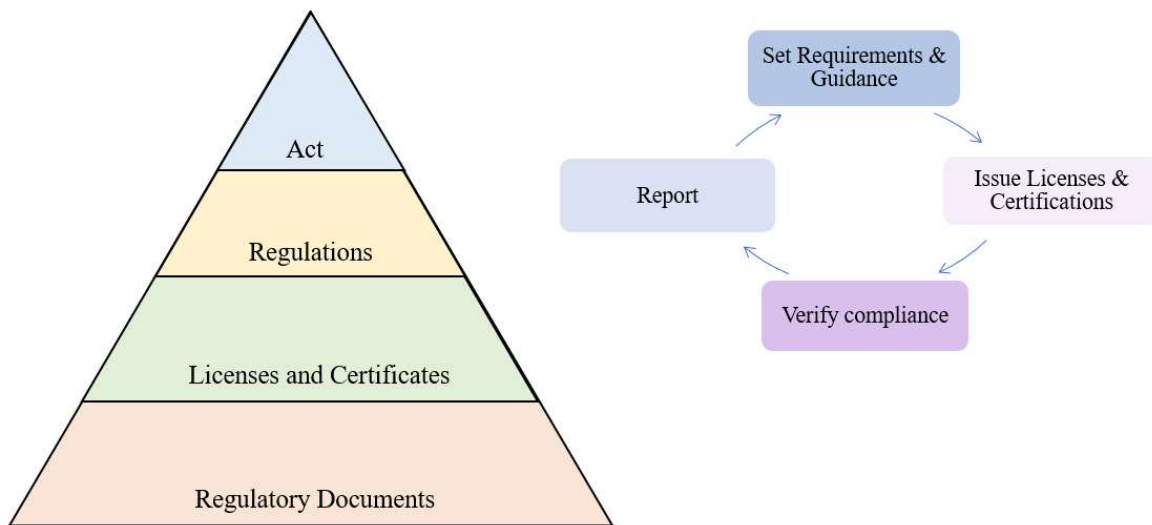 Act
Regulations
Licenses and Certificates
Regulatory Documents
Set Requirements &
Guidance
Issue Licenses &
Certifications
Verify compliance
Report